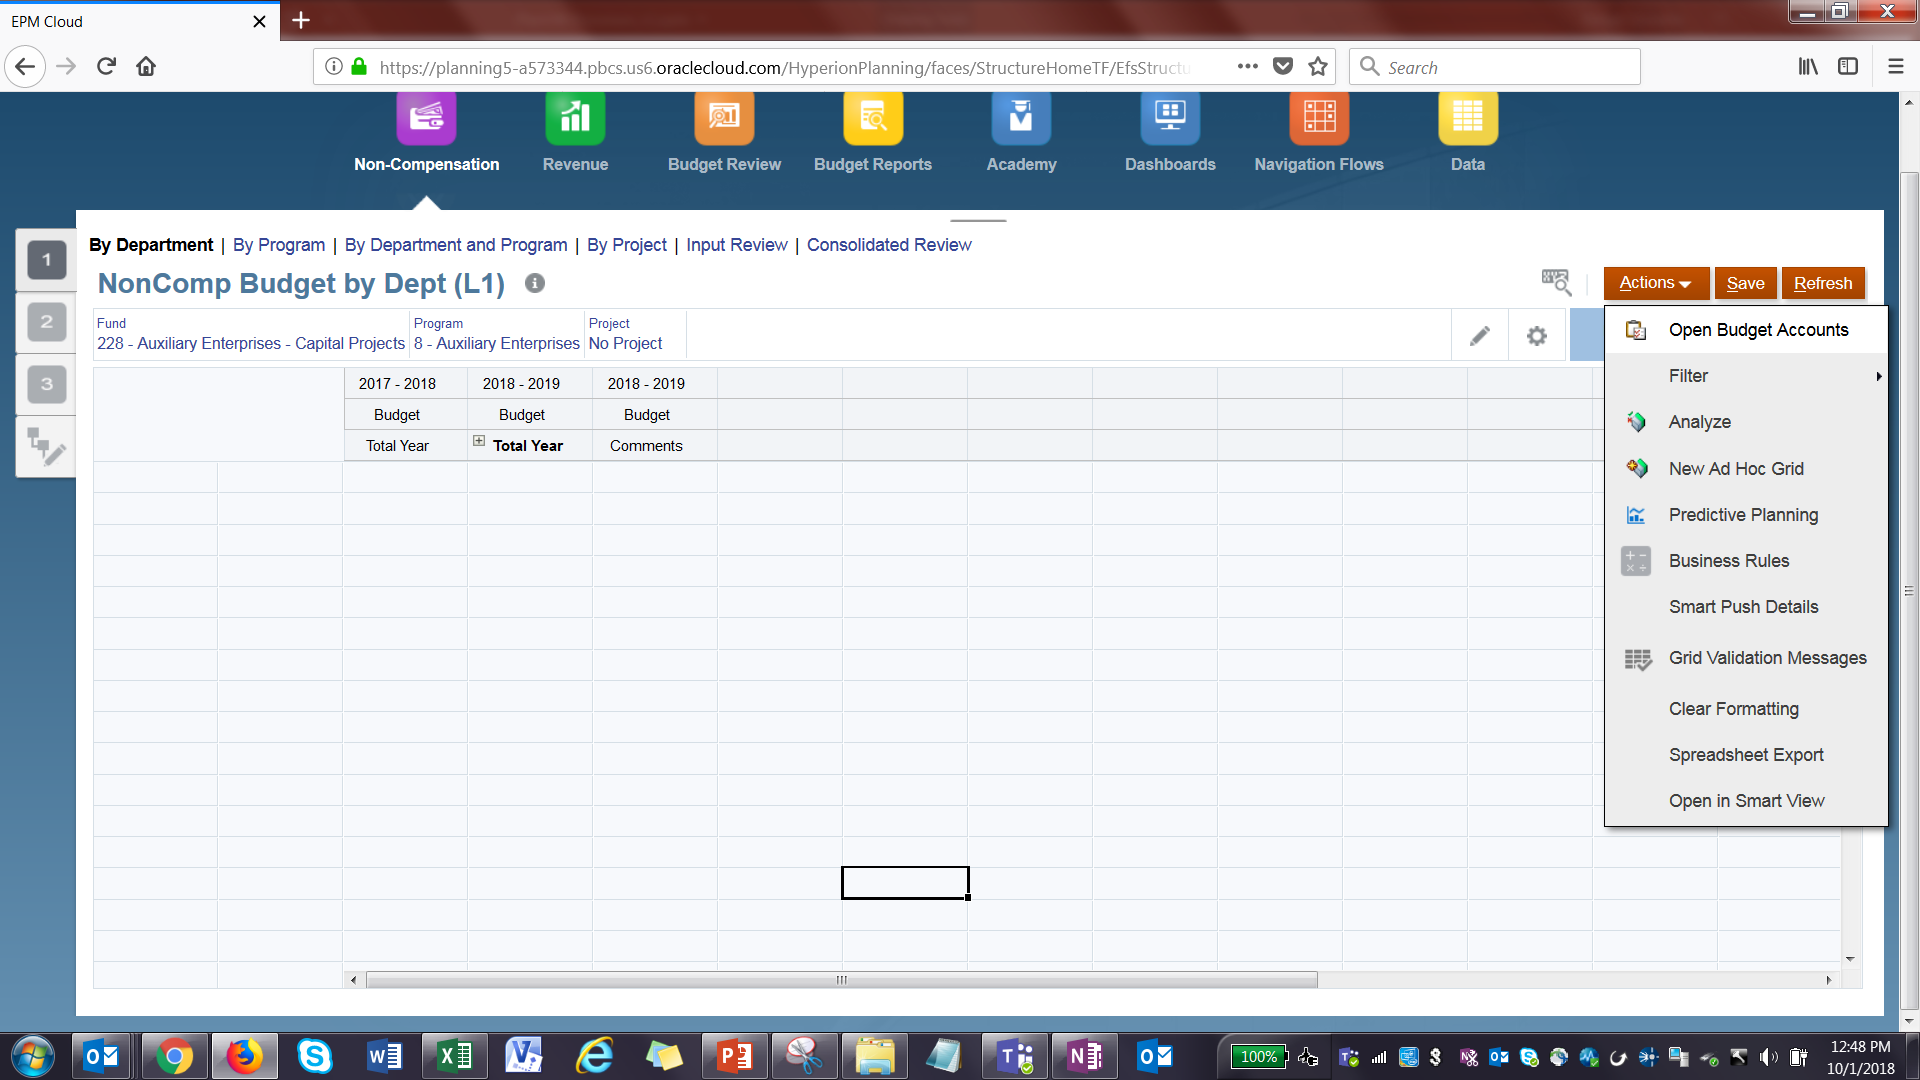 EPM Cloud
https://planning5-a573344.pbcs.us6.oraclecloud.com/HyperionPlanning/faces/StructureHomeTF/EfsStructu
Search
Non-Compensation Revenue Budget Review Budget Reports Academy Dashboards Navigation Flows Data
By Department | By Program | By Department and Program | By Project | Input Review | Consolidated Review
1
2
3
NonComp Budget by Dept (L1)
Actions Save Refresh
Fund Program Project
228 - Auxiliary Enterprises - Capital Projects 8 - Auxiliary Enterprises No Project
2017 - 2018 2018 - 2019 2018 - 2019
Budget Budget Budget
Total Year Total Year Comments
Open Budget Accounts
Filter
Analyze
New Ad Hoc Grid
Predictive Planning
Business Rules
Smart Push Details
Grid Validation Messages
Clear Formatting
Spreadsheet Export
Open in Smart View
100%
12:48 PM
10/1/2018